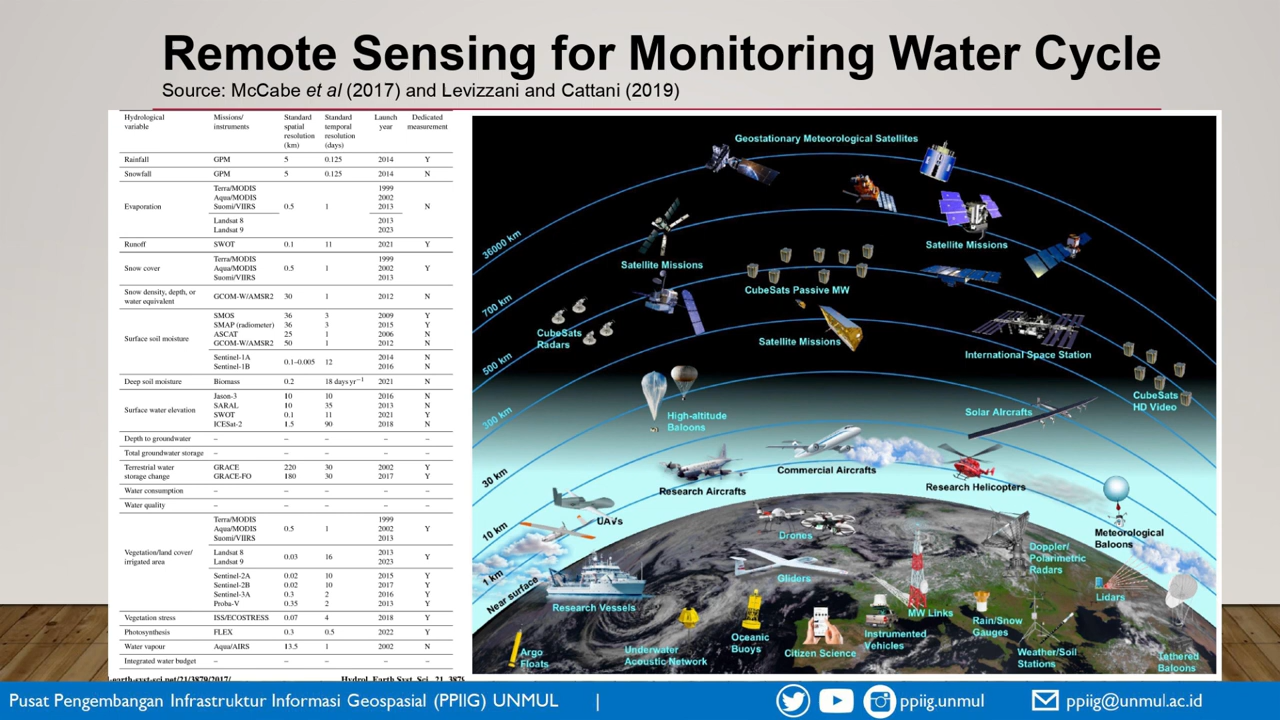 Remote Sensing for Monitoring Water Cycle
Source: McCabe et al (2017) and Levizzani and Cattani (2019)
Hydrological variable Missions/ instruments Standard spatial resolution (km) Standard temporal resolution (days) Launch year Dedicated measurement
Rainfall GPM 5 0.125 2014 Y
Snowfall GPM 5 0.125 2014 N
Terra/MODIS 1999
Aqua/MODIS 2002
Evaporation Suomi/VIIRS 0.5 1 2013 N
Landsat 8 2013
Landsat 9 2023
Runoff SWOT 0.1 11 2021 Y
Terra/MODIS 1999
Snow cover Aqua/MODIS 0.5 1 2002 Y
Suomi/VIIRS 2013
Snow density, depth, or water equivalent GCOM-W/AMSR2 30 1 2012 N
SMOS 36 3 2009 Y
SMAP (radiometer) 36 3 2015 Y
Surface soil moisture ASCAT 25 1 2006 N
GCOM-W/AMSR2 50 1 2012 N
Sentinel-1A 0.1–0.005 12 2014 N
Sentinel-1B 2016 N
Deep soil moisture Biomass 0.2 18 days yr−1 2021 N
Jason-3 10 10 2016 N
Surface water elevation SARAL 10 35 2013 N
SWOT 0.1 11 2021 Y
ICESat-2 1.5 90 2018 N
Depth to groundwater – – – – –
Total groundwater storage – – – – –
Terrestrial water GRACE 220 30 2002 Y
storage change GRACE-FO 180 30 2017 Y
Water consumption – – – – –
Water quality – – – – –
Terra/MODIS 1999
Aqua/MODIS 0.5 1 2002 Y
Suomi/VIIRS 2013
Vegetation/land cover/ Landsat 8 0.03 16 2013 Y
irrigated area Landsat 9 2023
Sentinel-2A 0.02 10 2015 Y
Sentinel-2B 0.02 10 2017 Y
Sentinel-3A 0.3 2 2016 Y
Proba-V 0.35 2 2013 Y
Vegetation stress ISS/ECOSTRESS 0.07 4 2018 Y
Photosynthesis FLEX 0.3 0.5 2022 Y
Water vapour Aqua/AIRS 13.5 1 2002 N
Integrated water budget – – – – –
Geostationary Meteorological Satellites
36000 km
Satellite Missions
Satellite Missions
CubeSats Passive MW
700 km
CubeSats
Radars
Satellite Missions
International Space Station
500 km
CubeSats
HD Video
300 km
High-altitude
Baloons
Solar Aircrafts
30 km
Commercial Aircrafts
Research Aircrafts
Research Helicopters
10 km
UAVs
Drones
Meteorological
Baloons
Doppler/
Polarimetric
Radars
1 km
Gliders
Near surface
Research Vessels
MW Links
Lidars
Rain/Snow
Gauges
Oceanic
Buoys
Instrumented
Vehicles
Citizen Science
Argo
Floats
Underwater
Acoustic Network
Weather/Soil
Stations
Tethered
Baloons
Pusat Pengembangan Infrastruktur Informasi Geospasial (PPIIG) UNMUL | ppiig.unmul ppiig@unmul.ac.id